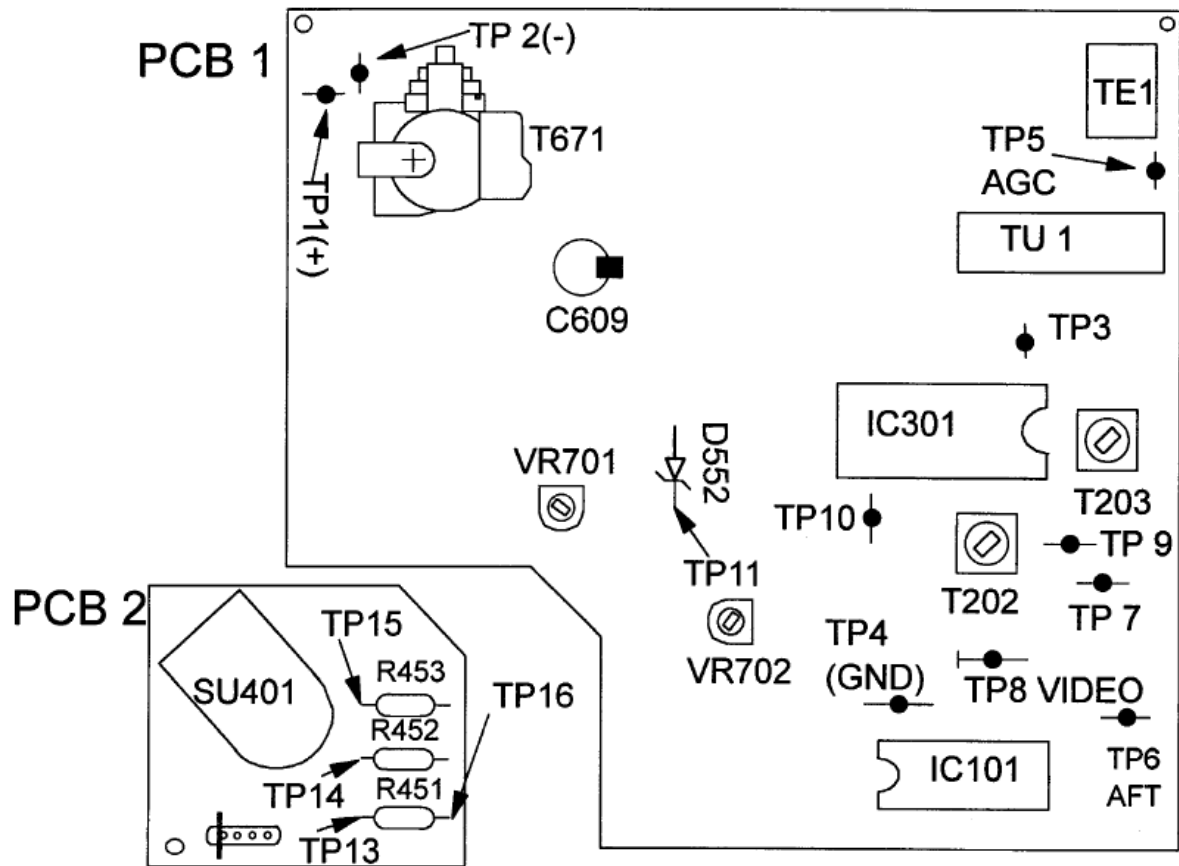 PCB 1
TP 2(-)
TE1
T671
TP5
AGC
TP1(+)
TU 1
C609
TP3
IC301
D552
VR701
T203
TP10
TP 9
TP11
T202
TP 7
PCB 2
TP15
TP4
(GND)
VR702
R453
SU401
TP16
TP8 VIDEO
R452
TP14
R451
IC101
TP6
AFT
TP13